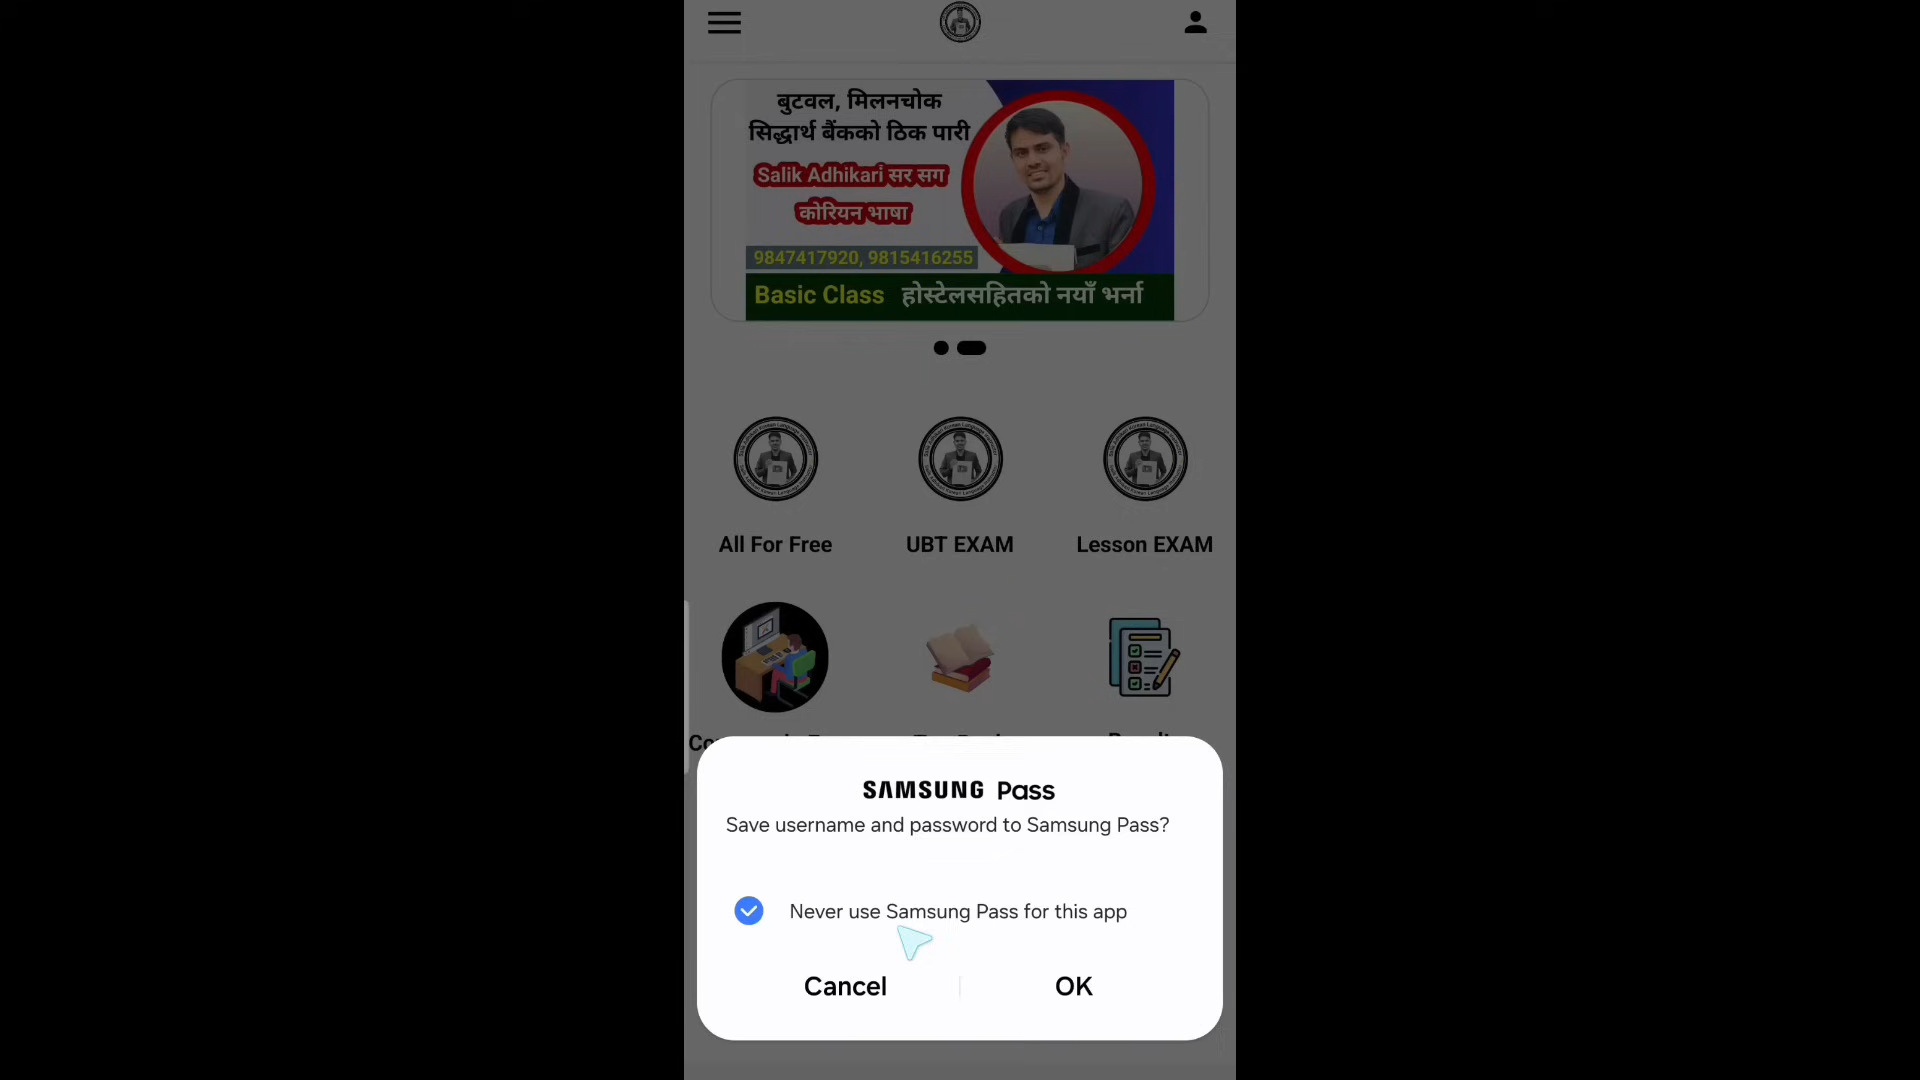 बुटवल, मिलनचोक
सिद्धार्थ बैंकको ठिक पारी
Salik Adhikari सर सग
कोरियन भाषा
9847417920, 9815416255
Basic Class होस्टेलसहितको नयाँ भर्ना
All For Free
UBT EXAM
Lesson EXAM
SAMSUNG Pass
Save username and password to Samsung Pass?
Never use Samsung Pass for this app
Cancel
OK